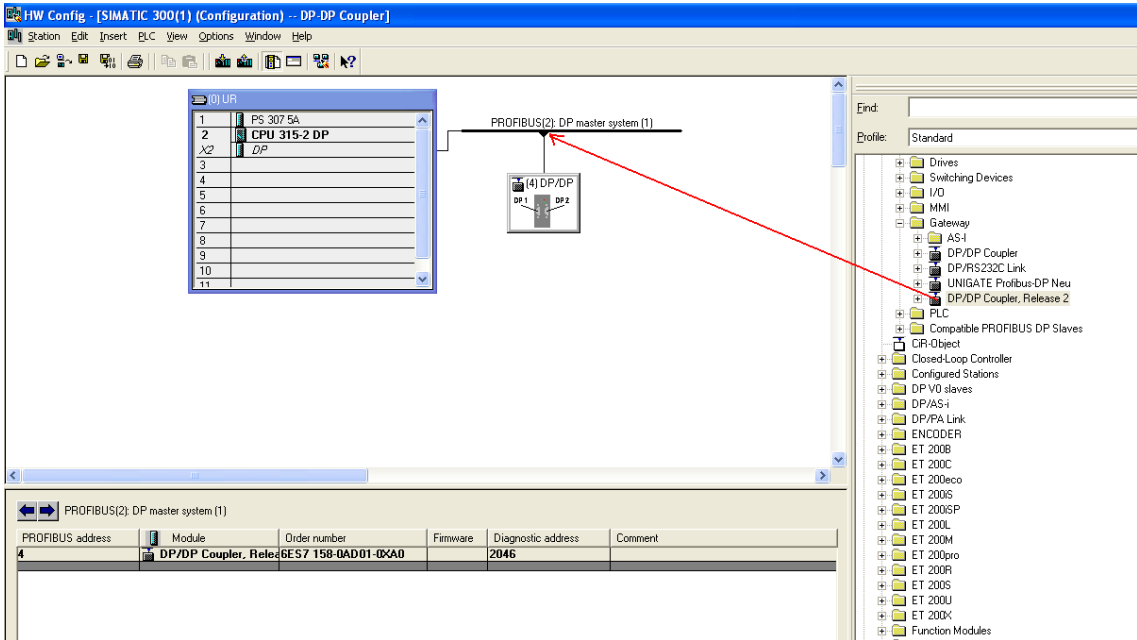 HW Config - [SIMATIC 300(1) (Configuration) -- DP-DP Coupler]
Station Edit Insert PLC View Options Window Help
(0) UR
1 PS 307 5A
2 CPU 315-2 DP
X2 DP
3
4
5
6
7
8
9
10
11
PROFIBUS(2): DP master system (1)
(4) DP/DP
DP1 DP2
Find:
Profile: Standard
Drives
Switching Devices
I/O
MMI
Gateway
AS-I
DP/DP Coupler
DP/RS232C Link
UNIGATE Profibus-DP Neu
DP/DP Coupler, Release 2
PLC
Compatible PROFIBUS DP Slaves
CiR-Object
Closed-Loop Controller
Configured Stations
DP V0 slaves
DP/AS-i
DP/PA Link
ENCODER
ET 200B
ET 200C
ET 200eco
ET 200iS
ET 200iSP
ET 200L
ET 200M
ET 200pro
ET 200R
ET 200S
ET 200U
ET 200X
Function Modules
PROFIBUS(2): DP master system (1)
PROFIBUS address Module Order number Firmware Diagnostic address Comment
4 DP/DP Coupler, Relea 6ES7 158-0AD01-0XA0 2046